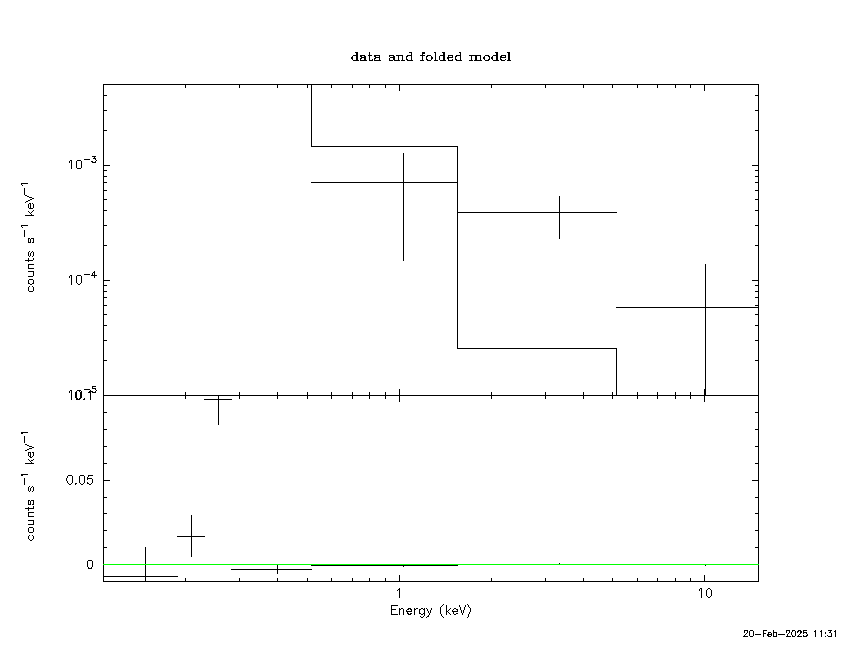 data and folded model
10−3
10−4
10−5
counts s−1 keV−1
0.1
0.05
0
counts s−1 keV−1
1
10
Energy (keV)
20−Feb−2025 11:31